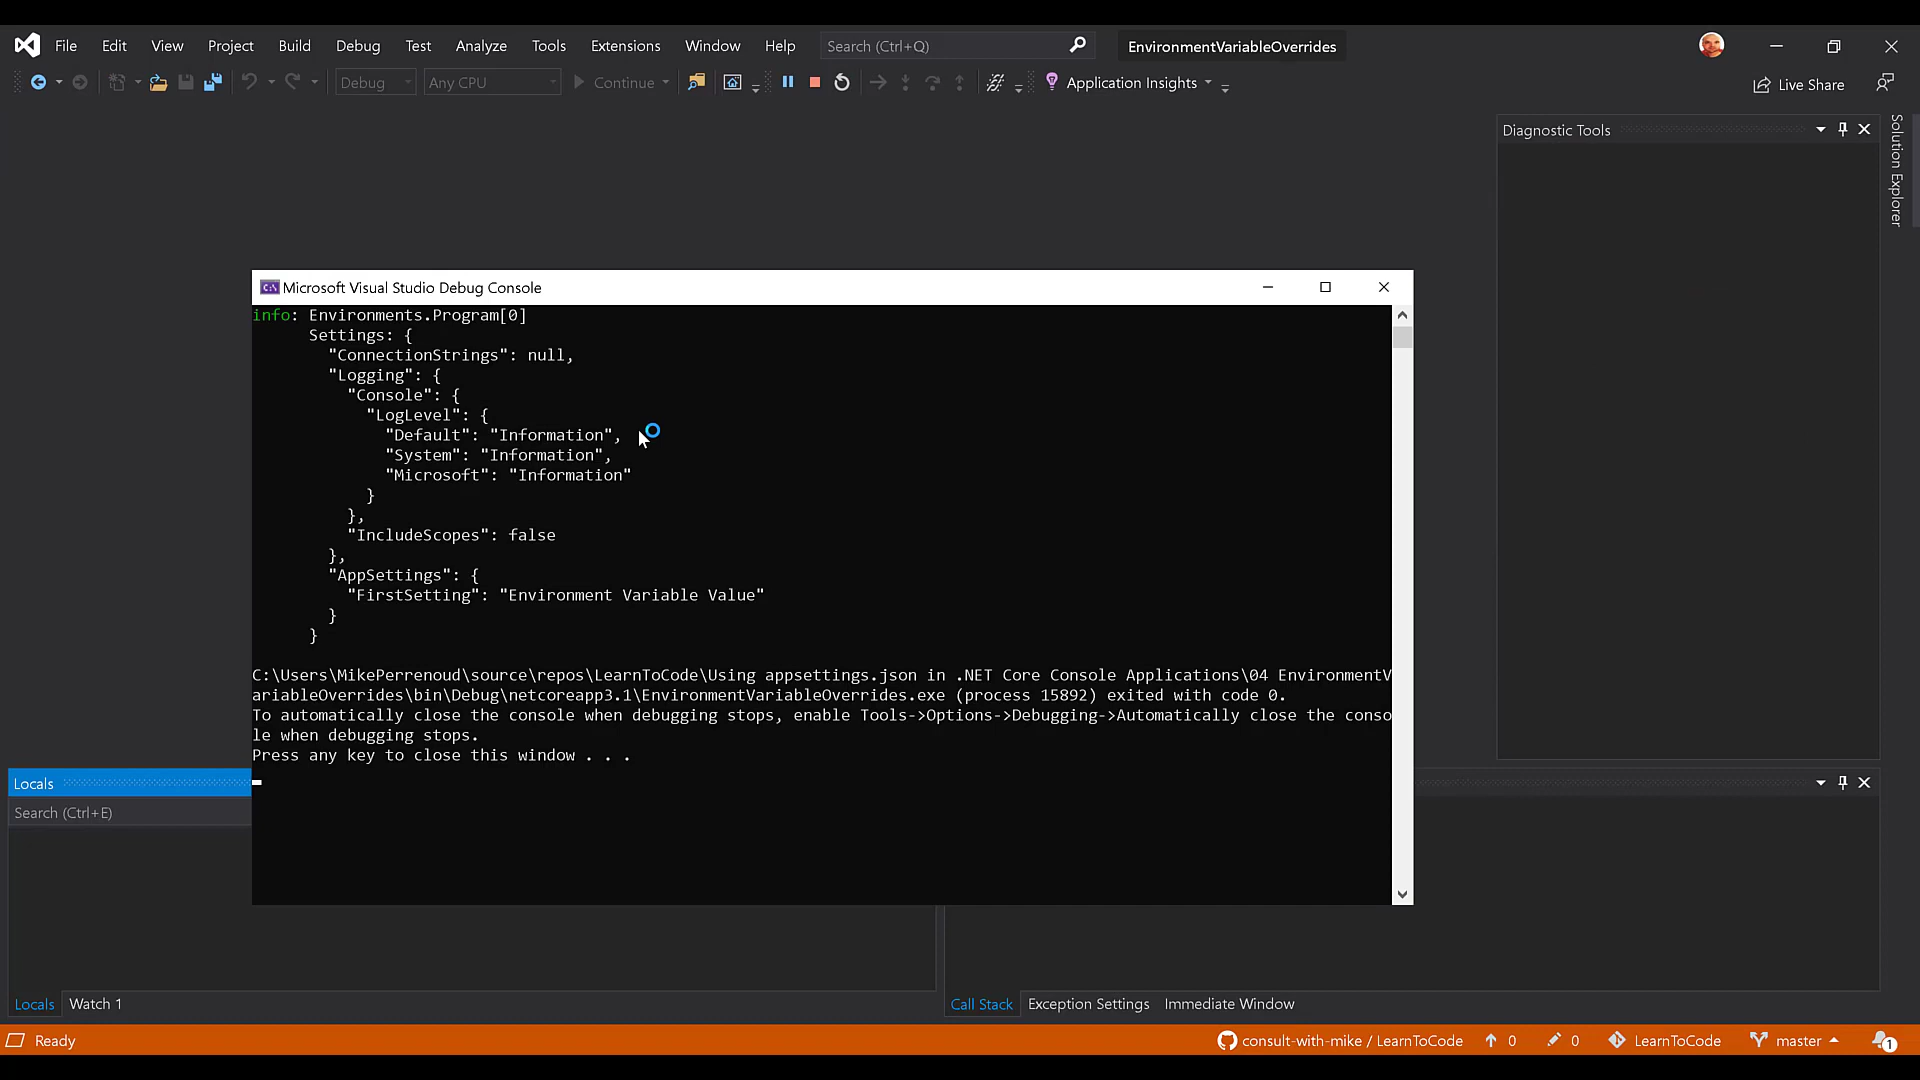 File Edit View Project Build Debug Test Analyze Tools Extensions Window Help Search (Ctrl+Q) EnvironmentVariableOverrides
Debug Any CPU Continue Application Insights Live Share
Diagnostic Tools
Solution Explorer
Microsoft Visual Studio Debug Console
info: Environments.Program[0]
Settings: {
"ConnectionStrings": null,
"Logging": {
"Console": {
"LogLevel": {
"Default": "Information",
"System": "Information",
"Microsoft": "Information"
}
},
"IncludeScopes": false
},
"AppSettings": {
"FirstSetting": "Environment Variable Value"
}
}
C:\Users\MikePerrenoud\source\repos\LearnToCode\Using appsettings.json in .NET Core Console Applications\04 EnvironmentV
ariableOverrides\bin\Debug\netcoreapp3.1\EnvironmentVariableOverrides.exe (process 15892) exited with code 0.
To automatically close the console when debugging stops, enable Tools->Options->Debugging->Automatically close the conso
le when debugging stops.
Press any key to close this window . . .
Locals
Search (Ctrl+E)
Locals Watch 1
Call Stack Exception Settings Immediate Window
Ready consult-with-mike / LearnToCode 0 0 LearnToCode master 1